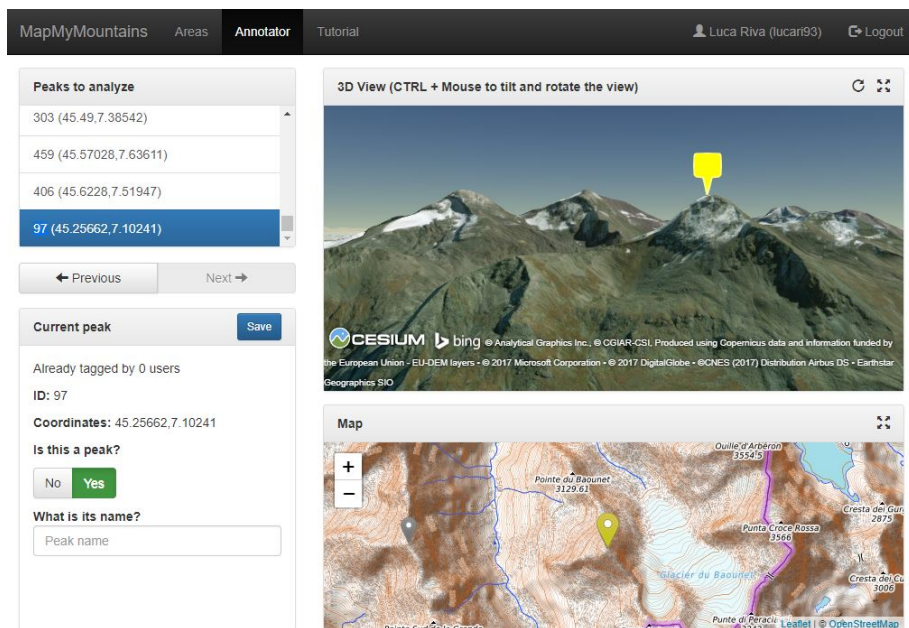 MapMyMountains Areas Annotator Tutorial Luca Riva (lucari93) Logout
Peaks to analyze
303 (45.49,7.38542)
459 (45.57028,7.63611)
406 (45.6228,7.51947)
97 (45.25662,7.10241)
Previous Next
Current peak Save
Already tagged by 0 users
ID: 97
Coordinates: 45.25662,7.10241
Is this a peak?
No Yes
What is its name?
Peak name
3D View (CTRL + Mouse to tilt and rotate the view)
CESIUM bing © Analytical Graphics Inc., © CGIAR-CSI, Produced using Copernicus data and information funded by
the European Union - EU-DEM layers - © 2017 Microsoft Corporation - © 2017 DigitalGlobe - ©CNES (2017) Distribution Airbus DS - Earthstar
Geographics SIO
Map
+
−
Ouille d'Arbéron
3554.5
Pointe du Baounet
3129.61
Cresta dei
2875
Punta Croce Rossa
3566
Glacier du Baounet
Cresta dei
3006
Punte di Peracia
Leaflet | © OpenStreetMap